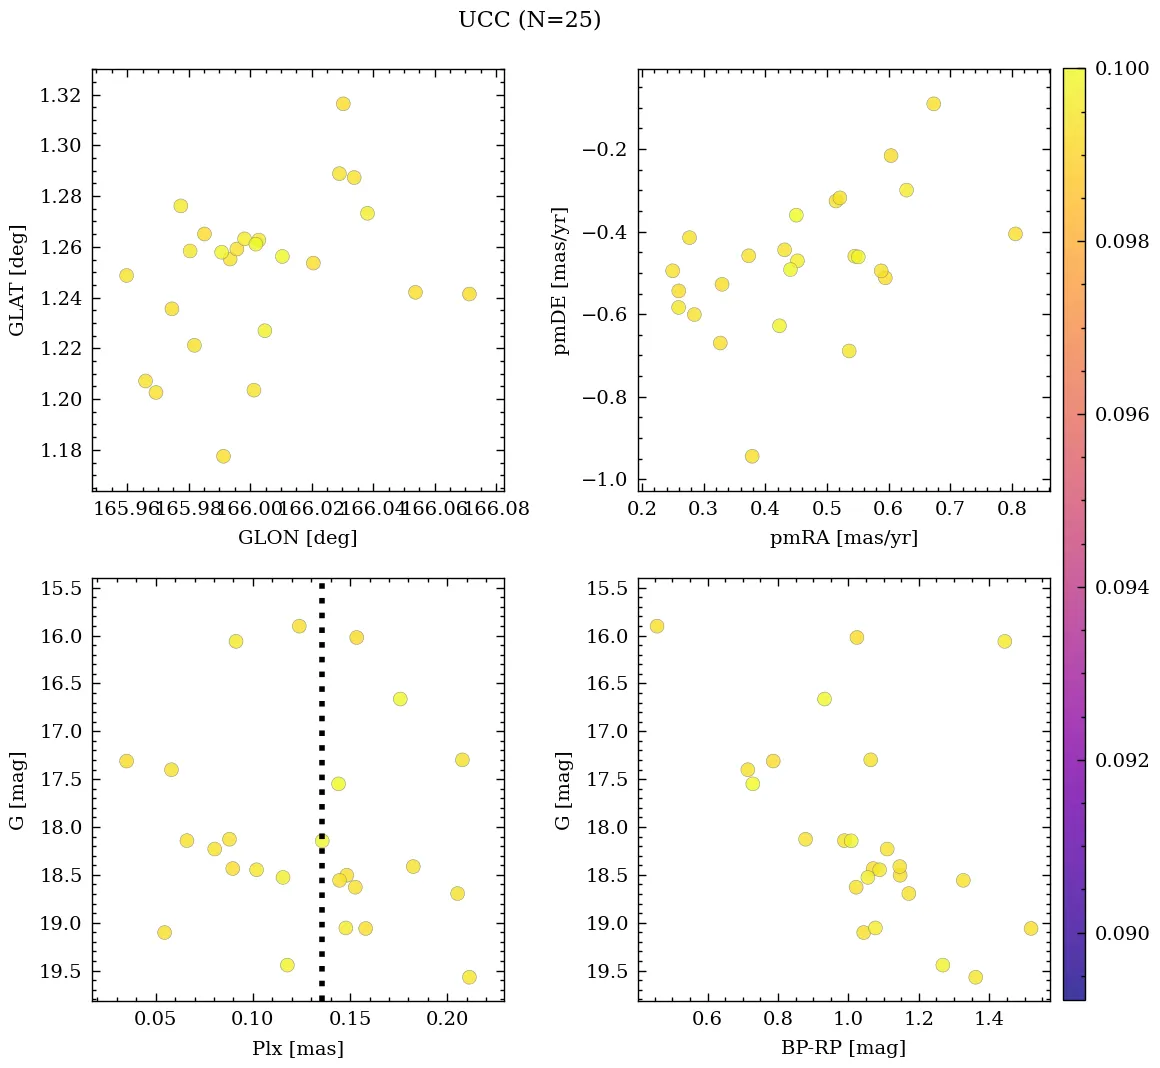 UCC (N=25)
1.32
1.30
1.28
1.26
1.24
1.22
1.20
1.18
GLAT [deg]
165.96 165.98 166.00 166.02 166.04 166.06 166.08
GLON [deg]
−0.2
−0.4
−0.6
−0.8
−1.0
pmDE [mas/yr]
0.2 0.3 0.4 0.5 0.6 0.7 0.8
pmRA [mas/yr]
15.5
16.0
16.5
17.0
17.5
18.0
18.5
19.0
19.5
G [mag]
0.05 0.10 0.15 0.20
Plx [mas]
15.5
16.0
16.5
17.0
17.5
18.0
18.5
19.0
19.5
G [mag]
0.6 0.8 1.0 1.2 1.4
BP-RP [mag]
0.100
0.098
0.096
0.094
0.092
0.090